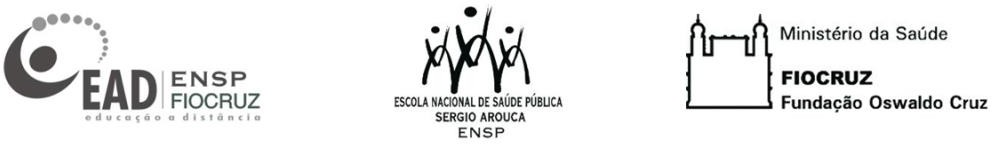 EAD
ENSP
FIOCRUZ
educação a distância
ESCOLA NACIONAL DE SAÚDE PÚBLICA
SERGIO AROUCA
ENSP
Ministério da Saúde
FIOCRUZ
Fundação Oswaldo Cruz